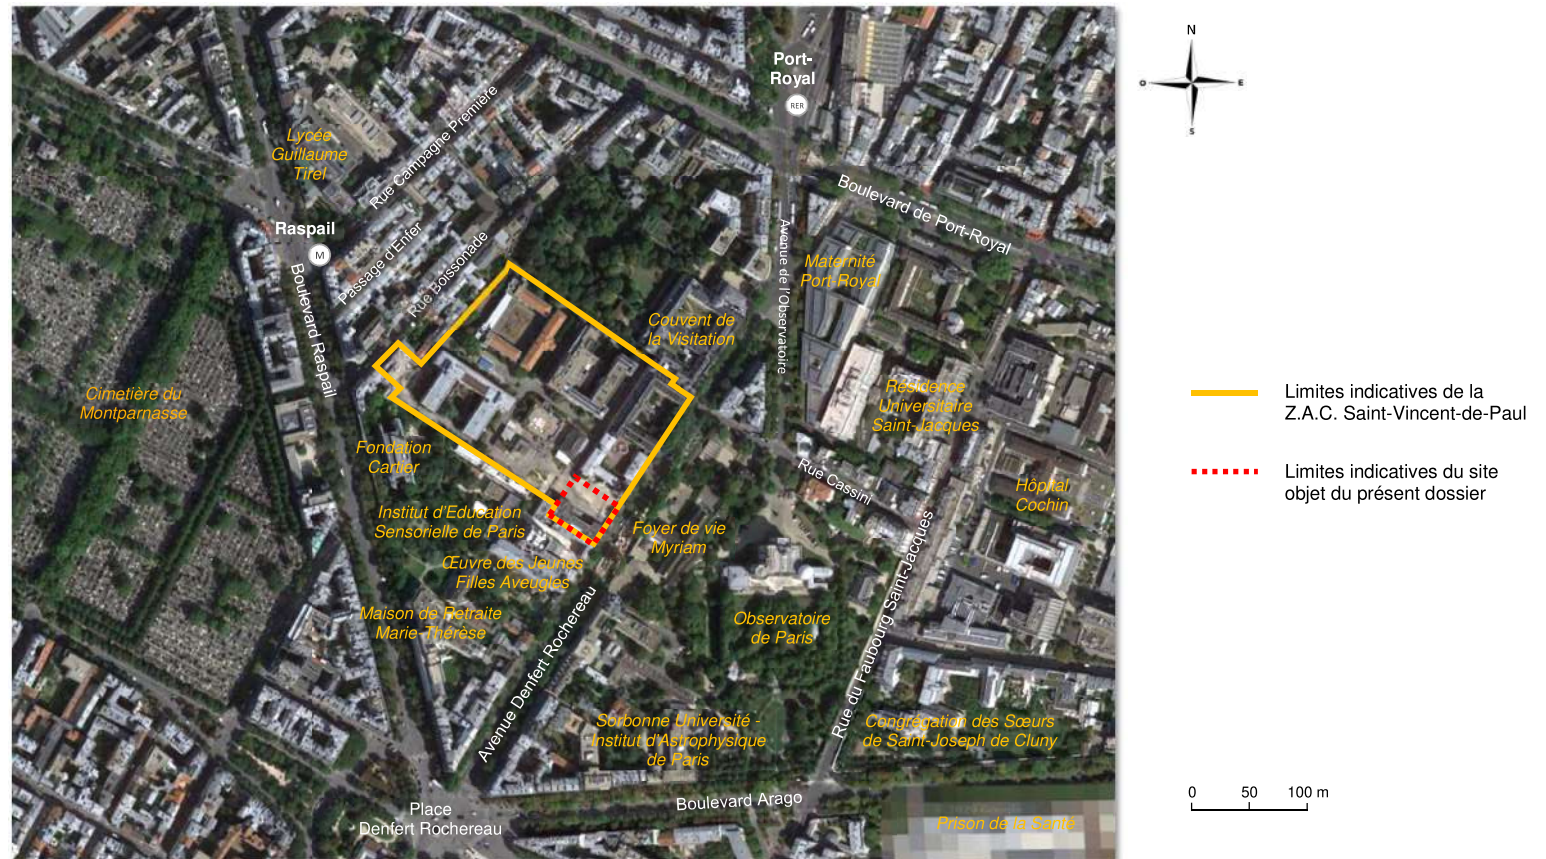 Port-
Royal
RER
N
O
E
S
Lycée
Guillaume
Tirel
Rue Campagne Première
Boulevard de Port-Royal
Raspail
M
Passage d'Enfer
Rue Boissonade
Avenue de l'Observatoire
Maternité
Port-Royal
Boulevard Raspail
Couvent de
la Visitation
Cimetière du
Montparnasse
Résidence
Universitaire
Saint-Jacques
Limites indicatives de la
Z.A.C. Saint-Vincent-de-Paul
Fondation
Cartier
Rue Cassini
Hôpital
Cochin
Limites indicatives du site
objet du présent dossier
Institut d'Education
Sensorielle de Paris
Foyer de vie
Myriam
Œuvre des Jeunes
Filles Aveugles
Rue du Faubourg Saint-Jacques
Maison de Retraite
Marie-Thérèse
Observatoire
de Paris
Avenue Denfert Rochereau
Sorbonne Université -
Institut d'Astrophysique
de Paris
Congrégation des Sœurs
de Saint-Joseph de Cluny
Place
Denfert Rochereau
Boulevard Arago
Prison de la Santé
0 50 100 m